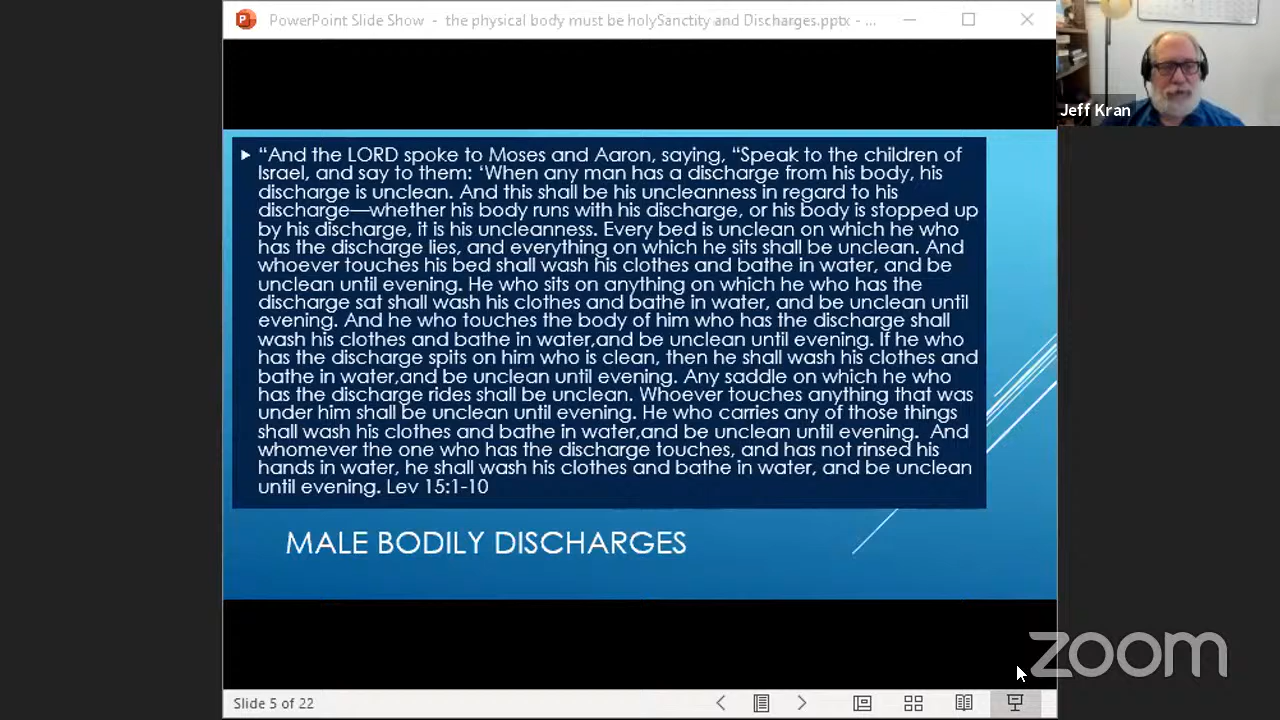 PowerPoint Slide Show - the physical body must be holySanctity and Discharges.pptx - ...
Jeff Kran
“And the LORD spoke to Moses and Aaron, saying, “Speak to the children of
Israel, and say to them: ‘When any man has a discharge from his body, his
discharge is unclean. And this shall be his uncleanness in regard to his
discharge—whether his body runs with his discharge, or his body is stopped up
by his discharge, it is his uncleanness. Every bed is unclean on which he who
has the discharge lies, and everything on which he sits shall be unclean. And
whoever touches his bed shall wash his clothes and bathe in water, and be
unclean until evening. He who sits on anything on which he who has the
discharge sat shall wash his clothes and bathe in water, and be unclean until
evening. And he who touches the body of him who has the discharge shall
wash his clothes and bathe in water,and be unclean until evening. If he who
has the discharge spits on him who is clean, then he shall wash his clothes and
bathe in water,and be unclean until evening. Any saddle on which he who
has the discharge rides shall be unclean. Whoever touches anything that was
under him shall be unclean until evening. He who carries any of those things
shall wash his clothes and bathe in water,and be unclean until evening.  And
whomever the one who has the discharge touches, and has not rinsed his
hands in water, he shall wash his clothes and bathe in water, and be unclean
until evening. Lev 15:1-10
MALE BODILY DISCHARGES
zoom
Slide 5 of 22